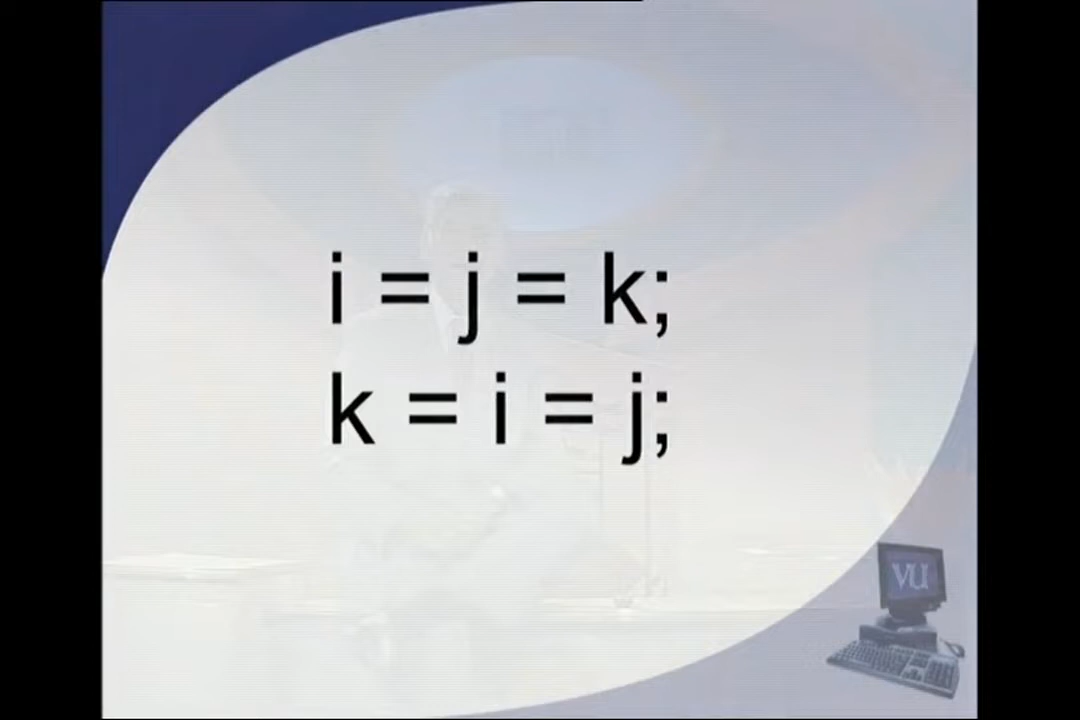 i = j = k;
k = i = j;
VU